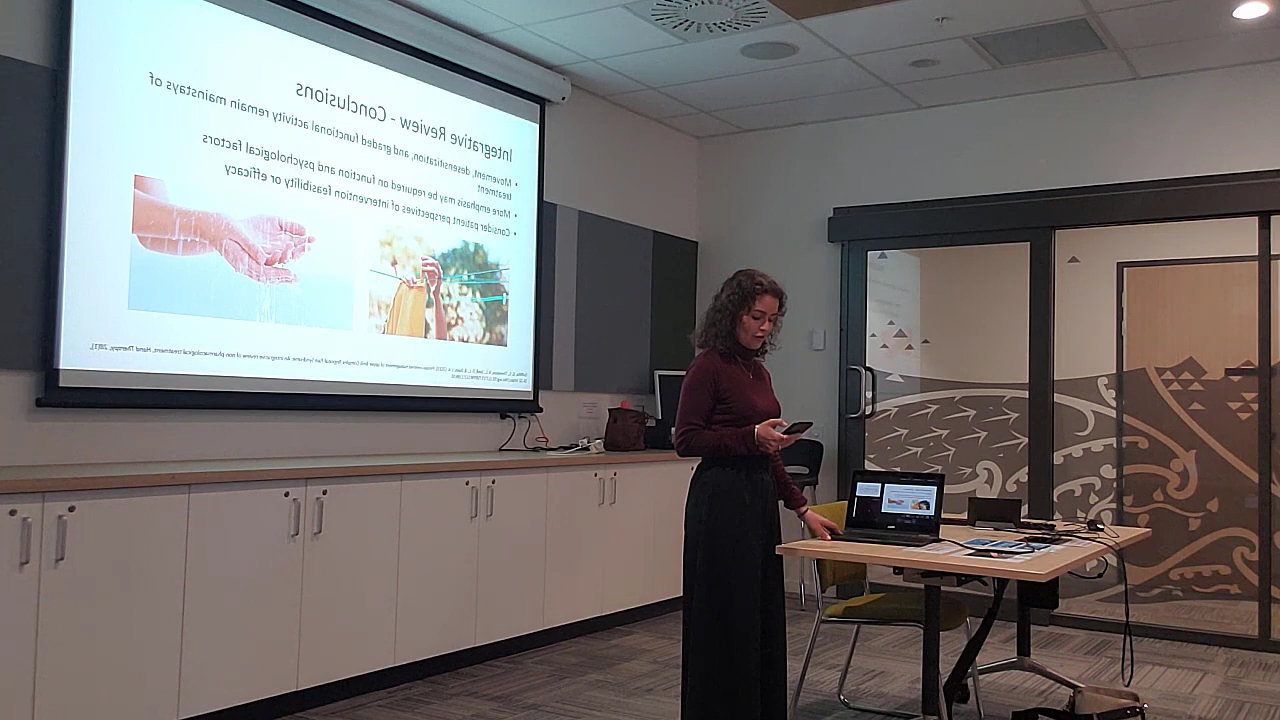 Integrative Review - Conclusions
• Movement, desensitization, and graded functional activity remain mainstays of
treatment
• More emphasis may be required on function and psychological factors
• Consider patient perspectives of intervention feasibility or efficacy